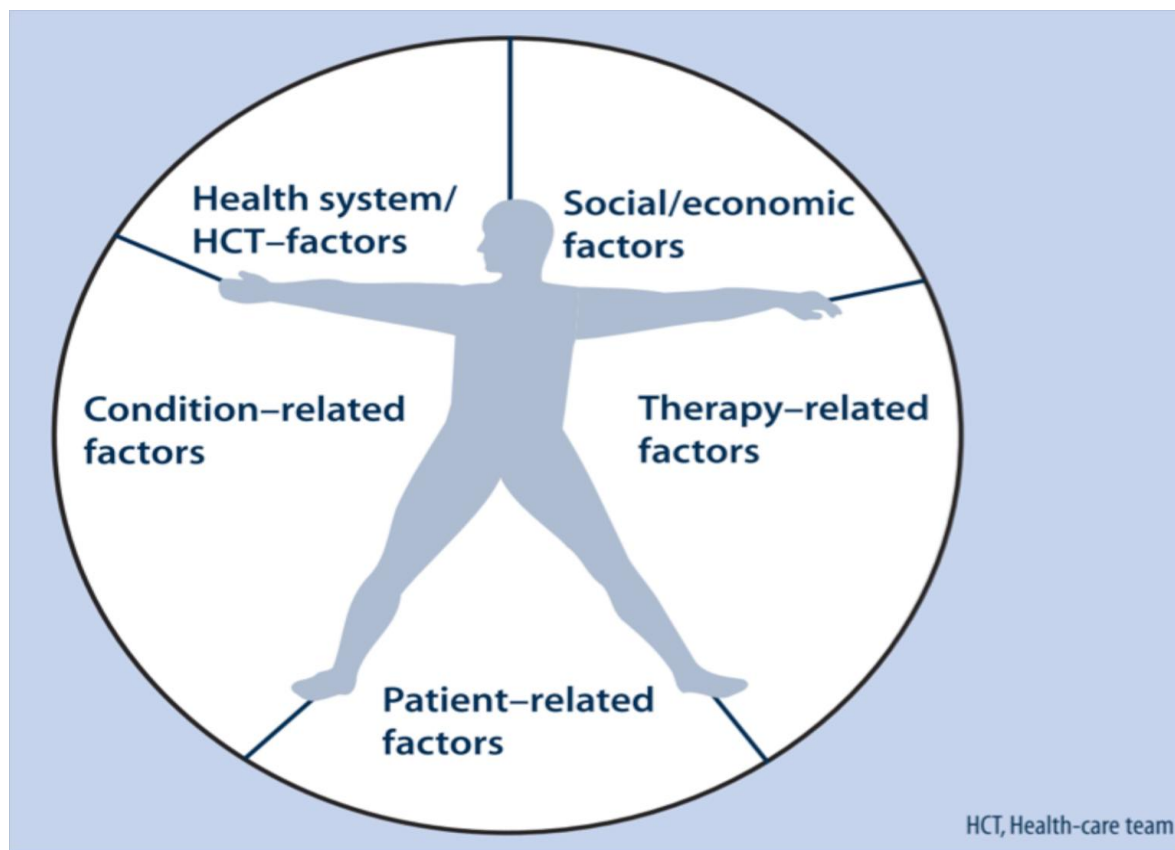 Health system/
HCT–factors
Social/economic
factors
Condition–related
factors
Therapy–related
factors
Patient–related
factors
HCT, Health-care team